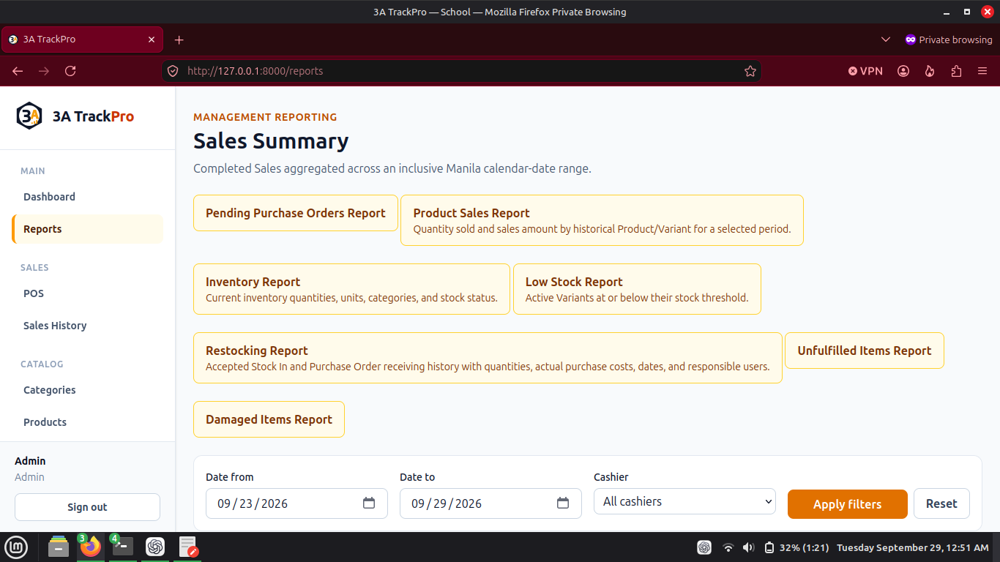 3A TrackPro — School — Mozilla Firefox Private Browsing
3A TrackPro
Private browsing
http://127.0.0.1:8000/reports
VPN
3A TrackPro
MAIN
Dashboard
Reports
SALES
POS
Sales History
CATALOG
Categories
Products
Admin
Admin
Sign out
MANAGEMENT REPORTING
Sales Summary
Completed Sales aggregated across an inclusive Manila calendar-date range.
Pending Purchase Orders Report
Product Sales Report
Quantity sold and sales amount by historical Product/Variant for a selected period.
Inventory Report
Current inventory quantities, units, categories, and stock status.
Low Stock Report
Active Variants at or below their stock threshold.
Restocking Report
Accepted Stock In and Purchase Order receiving history with quantities, actual purchase costs, dates, and responsible users.
Unfulfilled Items Report
Damaged Items Report
Date from
09/23/2026
Date to
09/29/2026
Cashier
All cashiers
Apply filters
Reset
3
4
32% (1:21)
Tuesday September 29, 12:51 AM